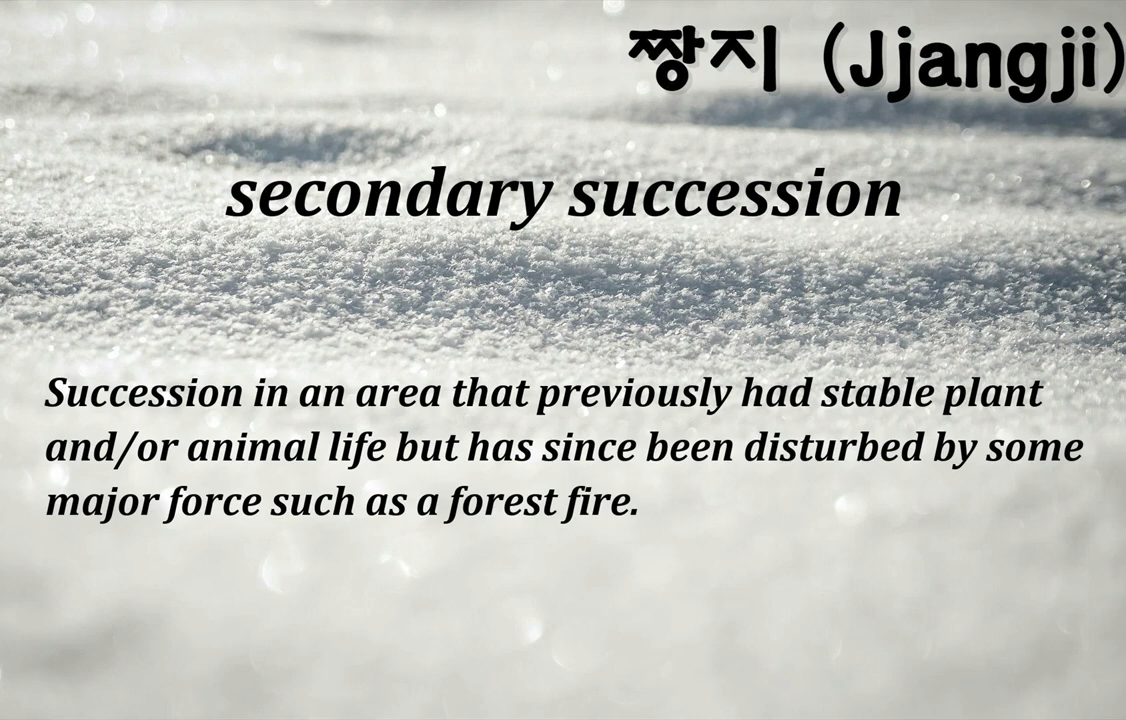 짱지 (Jjangji)
secondary succession
Succession in an area that previously had stable plant
and/or animal life but has since been disturbed by some
major force such as a forest fire.